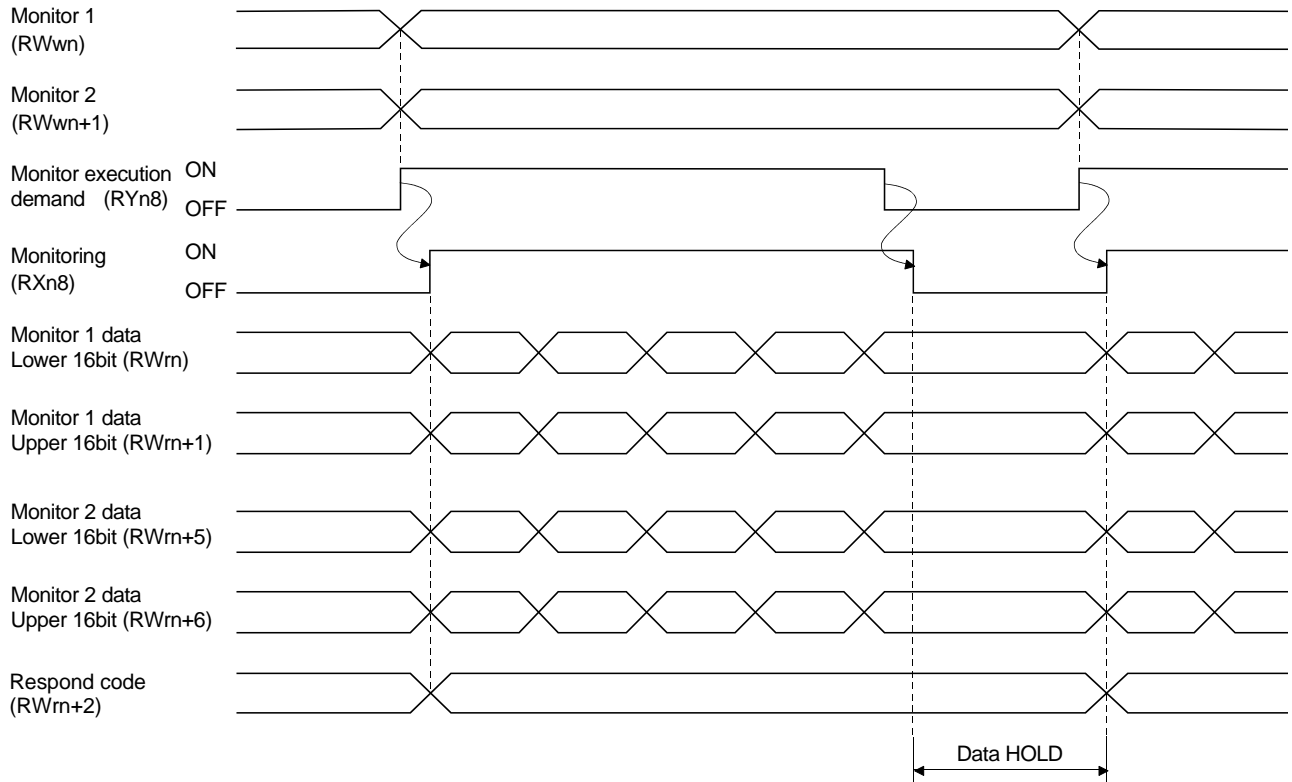 Monitor 1
(RWwn)
Monitor 2
(RWwn+1)
Monitor execution ON
demand (RYn8) OFF
Monitoring ON
(RXn8)
OFF
Monitor 1 data
Lower 16bit (RWrn)
Monitor 1 data
Upper 16bit (RWrn+1)
Monitor 2 data
Lower 16bit (RWrn+5)
Monitor 2 data
Upper 16bit (RWrn+6)
Respond code
(RWrn+2)
Data HOLD